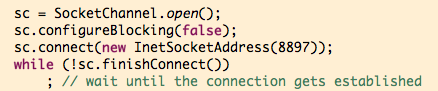 sc = SocketChannel.open();
sc.configureBlocking(false);
sc.connect(new InetSocketAddress(8897));
while (!sc.finishConnect())
    ; // wait until the connection gets established